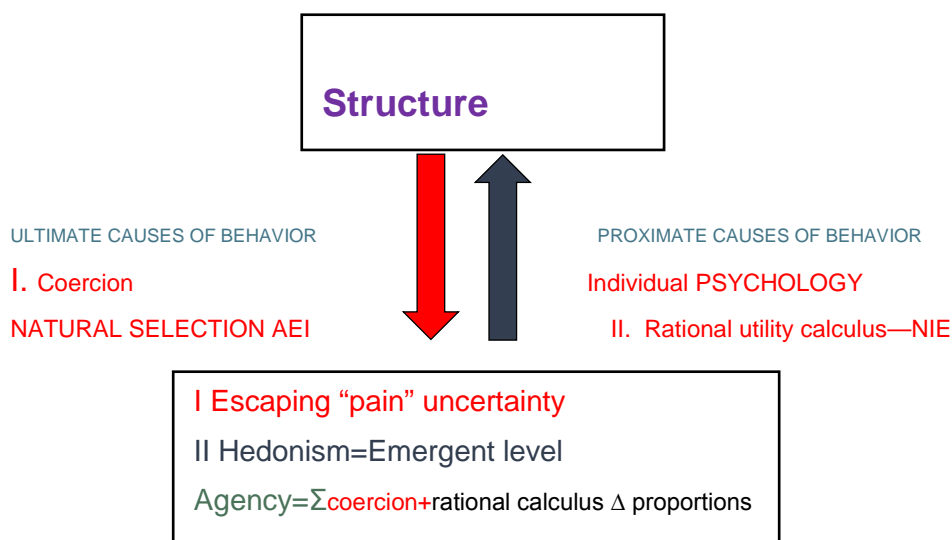 Structure
ULTIMATE CAUSES OF BEHAVIOR
PROXIMATE CAUSES OF BEHAVIOR
I. Coercion
Individual PSYCHOLOGY
NATURAL SELECTION AEI
II. Rational utility calculus—NIE
I Escaping “pain” uncertainty
II Hedonism=Emergent level
Agency=Σcoercion+rational calculus Δ proportions